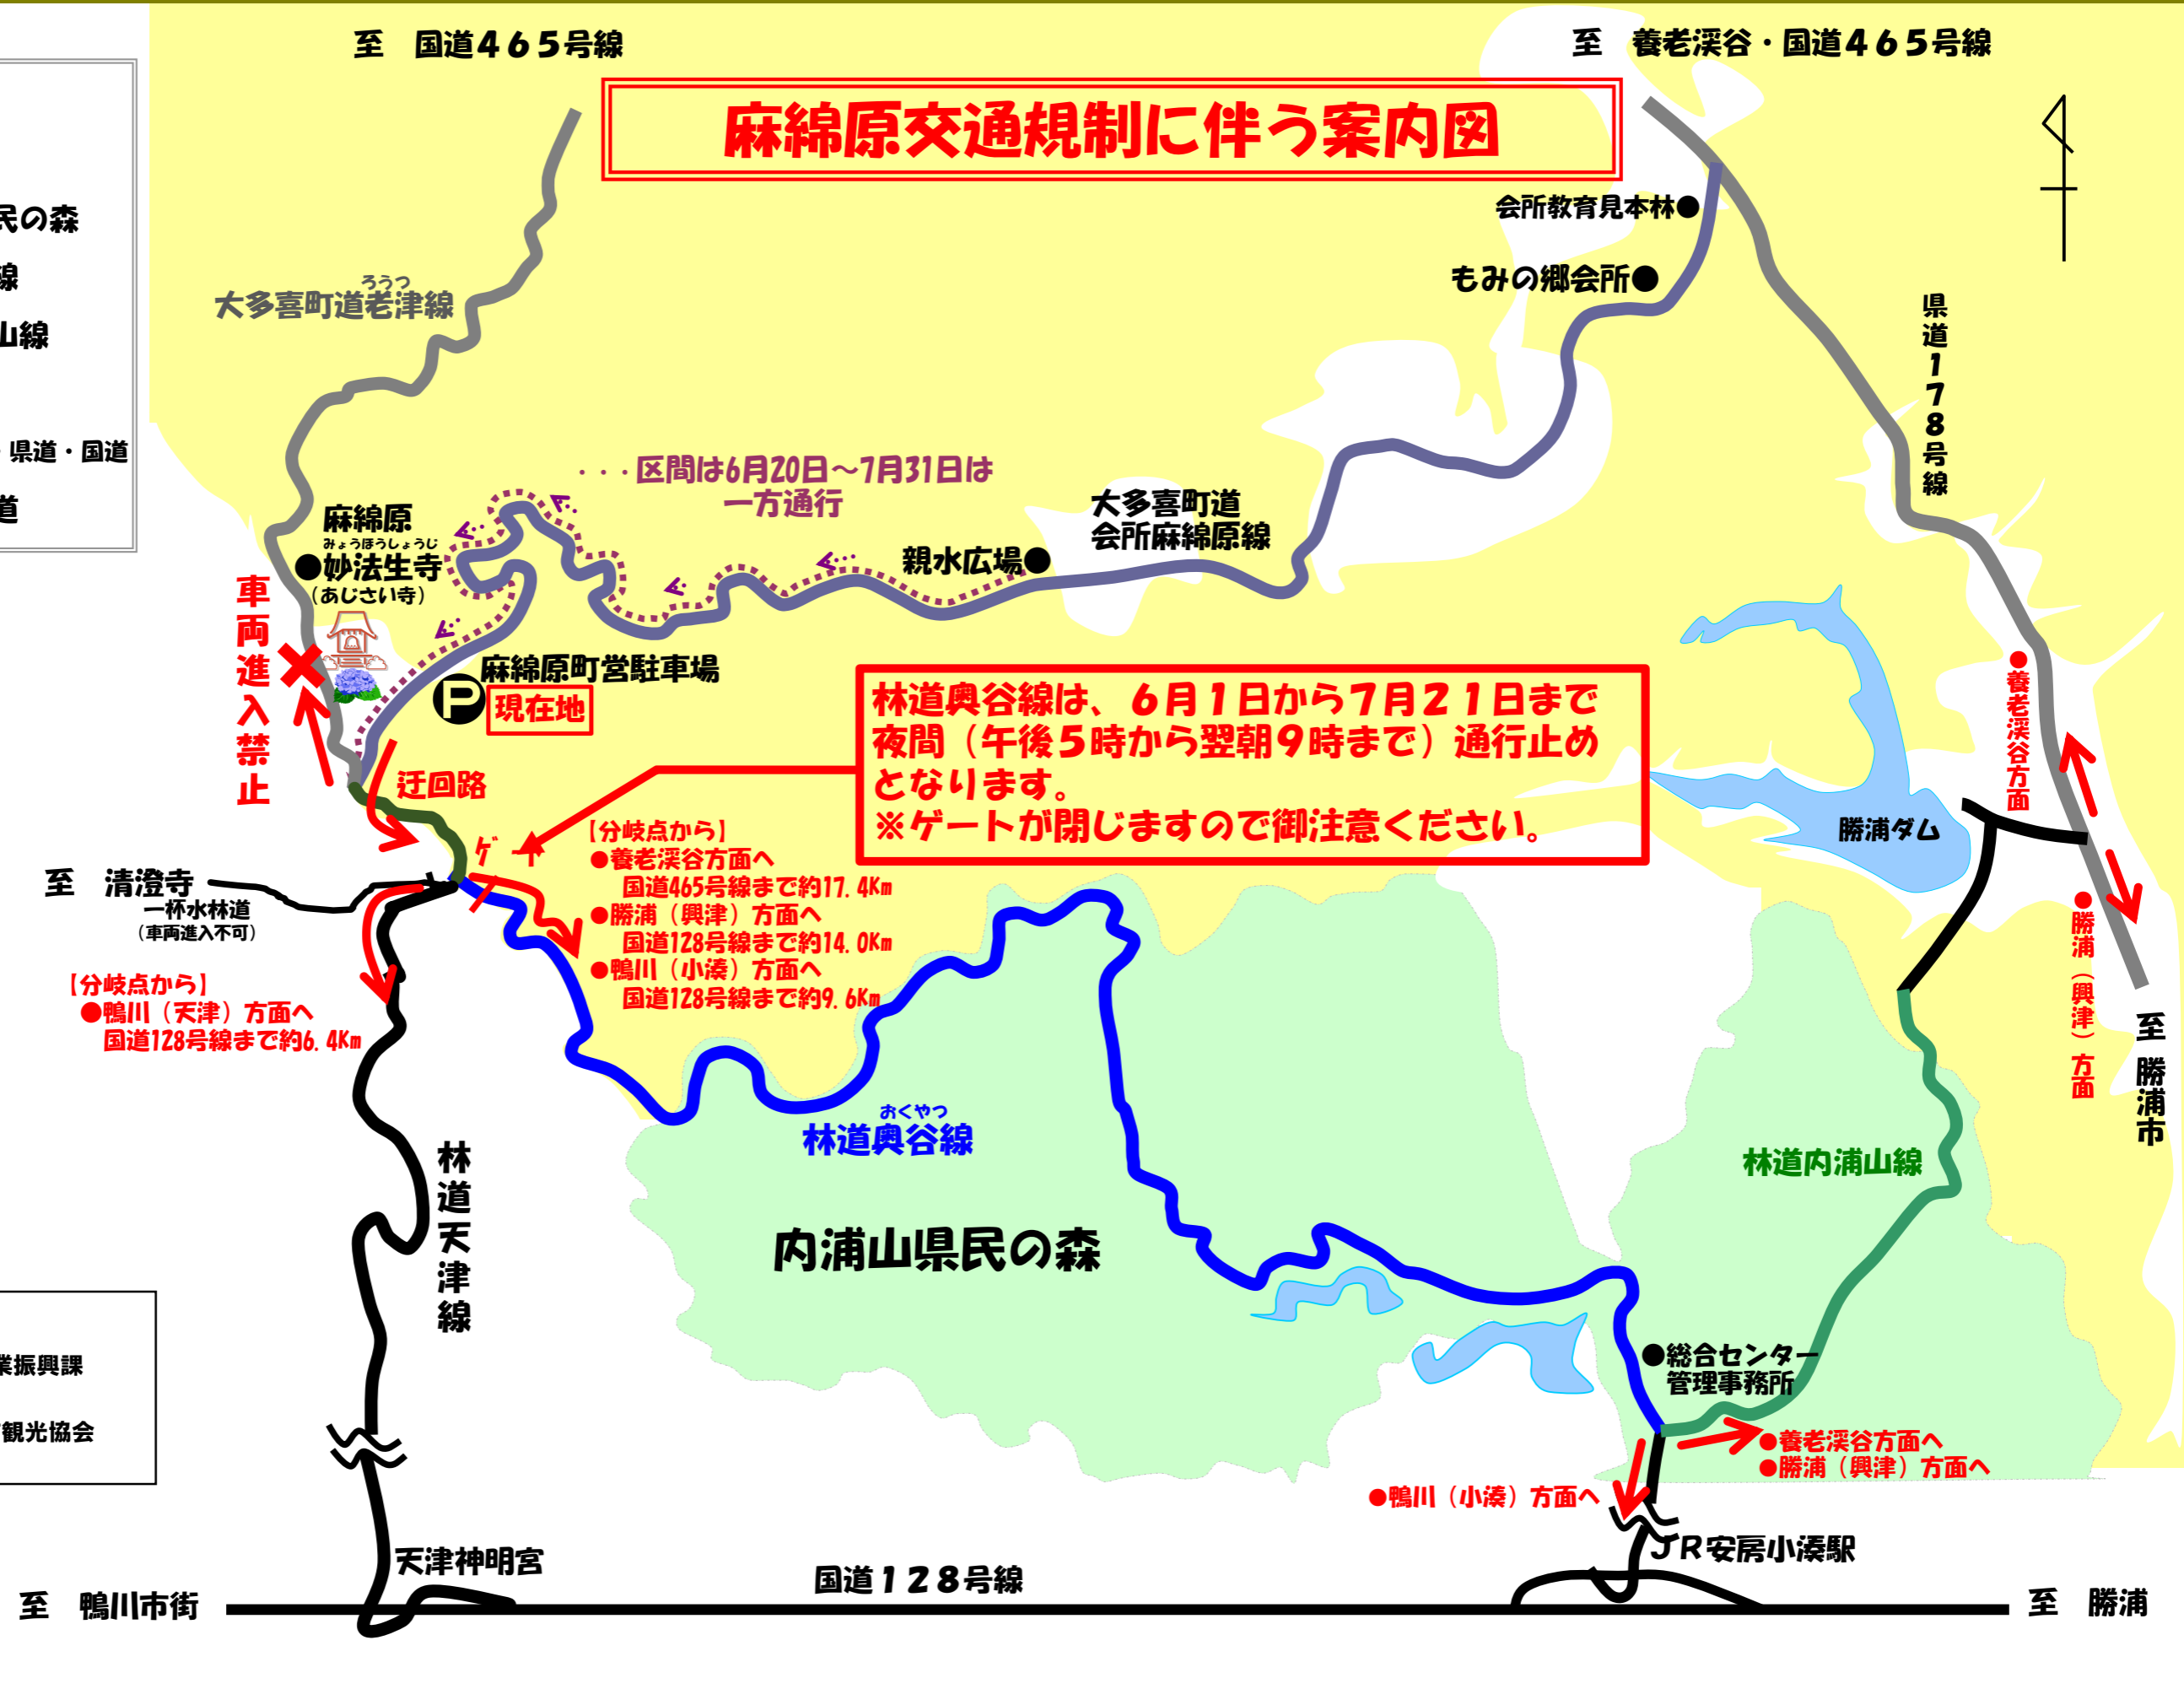 至　国道４６５号線
至　養老渓谷・国道４６５号線
麻綿原交通規制に伴う案内図
民の森
線
山線
県道・国道
道
会所教育見本林●
もみの郷会所●
ろうつ
大多喜町道老津線
県道１７８号線
・・・区間は6月20日～7月31日は
一方通行
大多喜町道
会所麻綿原線
親水広場●
麻綿原
みょうほうしょうじ
●妙法生寺
（あじさい寺）
車両進入禁止
麻綿原町営駐車場
P
現在地
迂回路
林道奥谷線は、６月１日から７月２１日まで
夜間（午後５時から翌朝９時まで）通行止め
となります。
※ゲートが閉じますので御注意ください。
●養老渓谷方面
勝浦ダム
ゲート
【分岐点から】
●養老渓谷方面へ
国道465号線まで約17.4Km
●勝浦（興津）方面へ
国道128号線まで約14.0Km
●鴨川（小湊）方面へ
国道128号線まで約9.6Km
至　清澄寺
一杯水林道
（車両進入不可）
【分岐点から】
●鴨川（天津）方面へ
国道128号線まで約6.4Km
●勝浦（興津）方面
至　勝浦市
おくやつ
林道奥谷線
林道天津線
林道内浦山線
内浦山県民の森
業振興課
観光協会
●総合センター
管理事務所
●養老渓谷方面へ
●勝浦（興津）方面へ
●鴨川（小湊）方面へ
ＪＲ安房小湊駅
天津神明宮
国道１２８号線
至　鴨川市街
至　勝浦